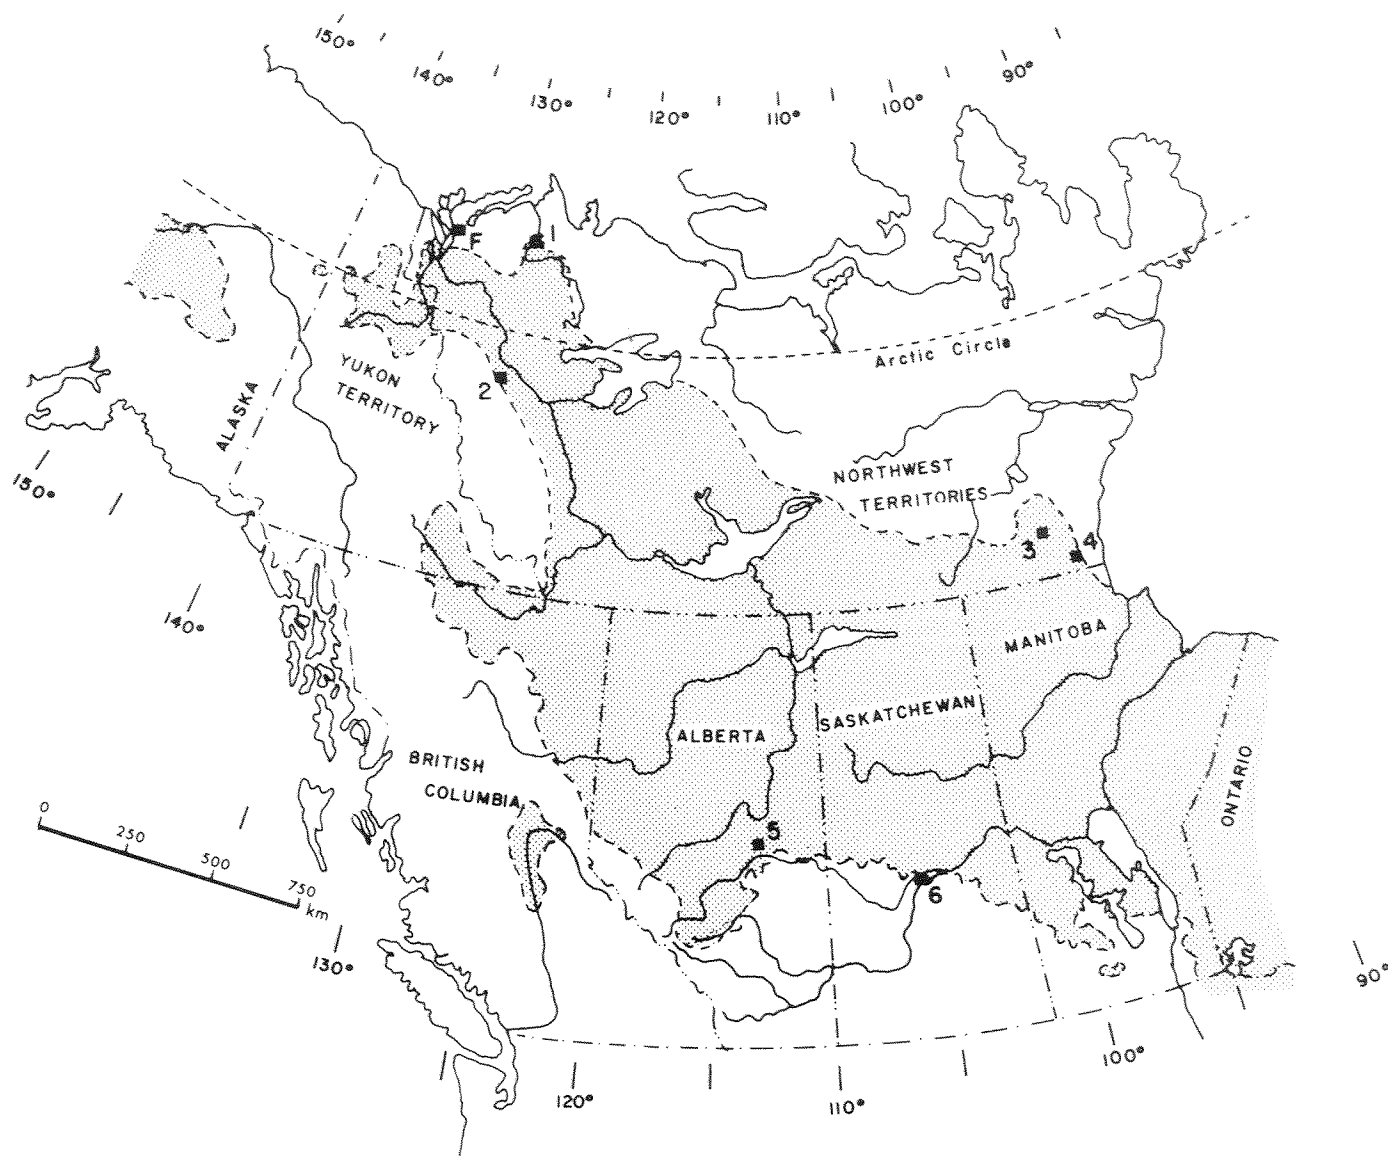 150°
140°
130°
120°
110°
100°
90°
F
1
Arctic Circle
YUKON
TERRITORY
2
ALASKA
150°
NORTHWEST
TERRITORIES
3
4
140°
MANITOBA
SASKATCHEWAN
ALBERTA
BRITISH
COLUMBIA
ONTARIO
0
250
500
750
km
5
6
130°
90°
100°
120°
110°